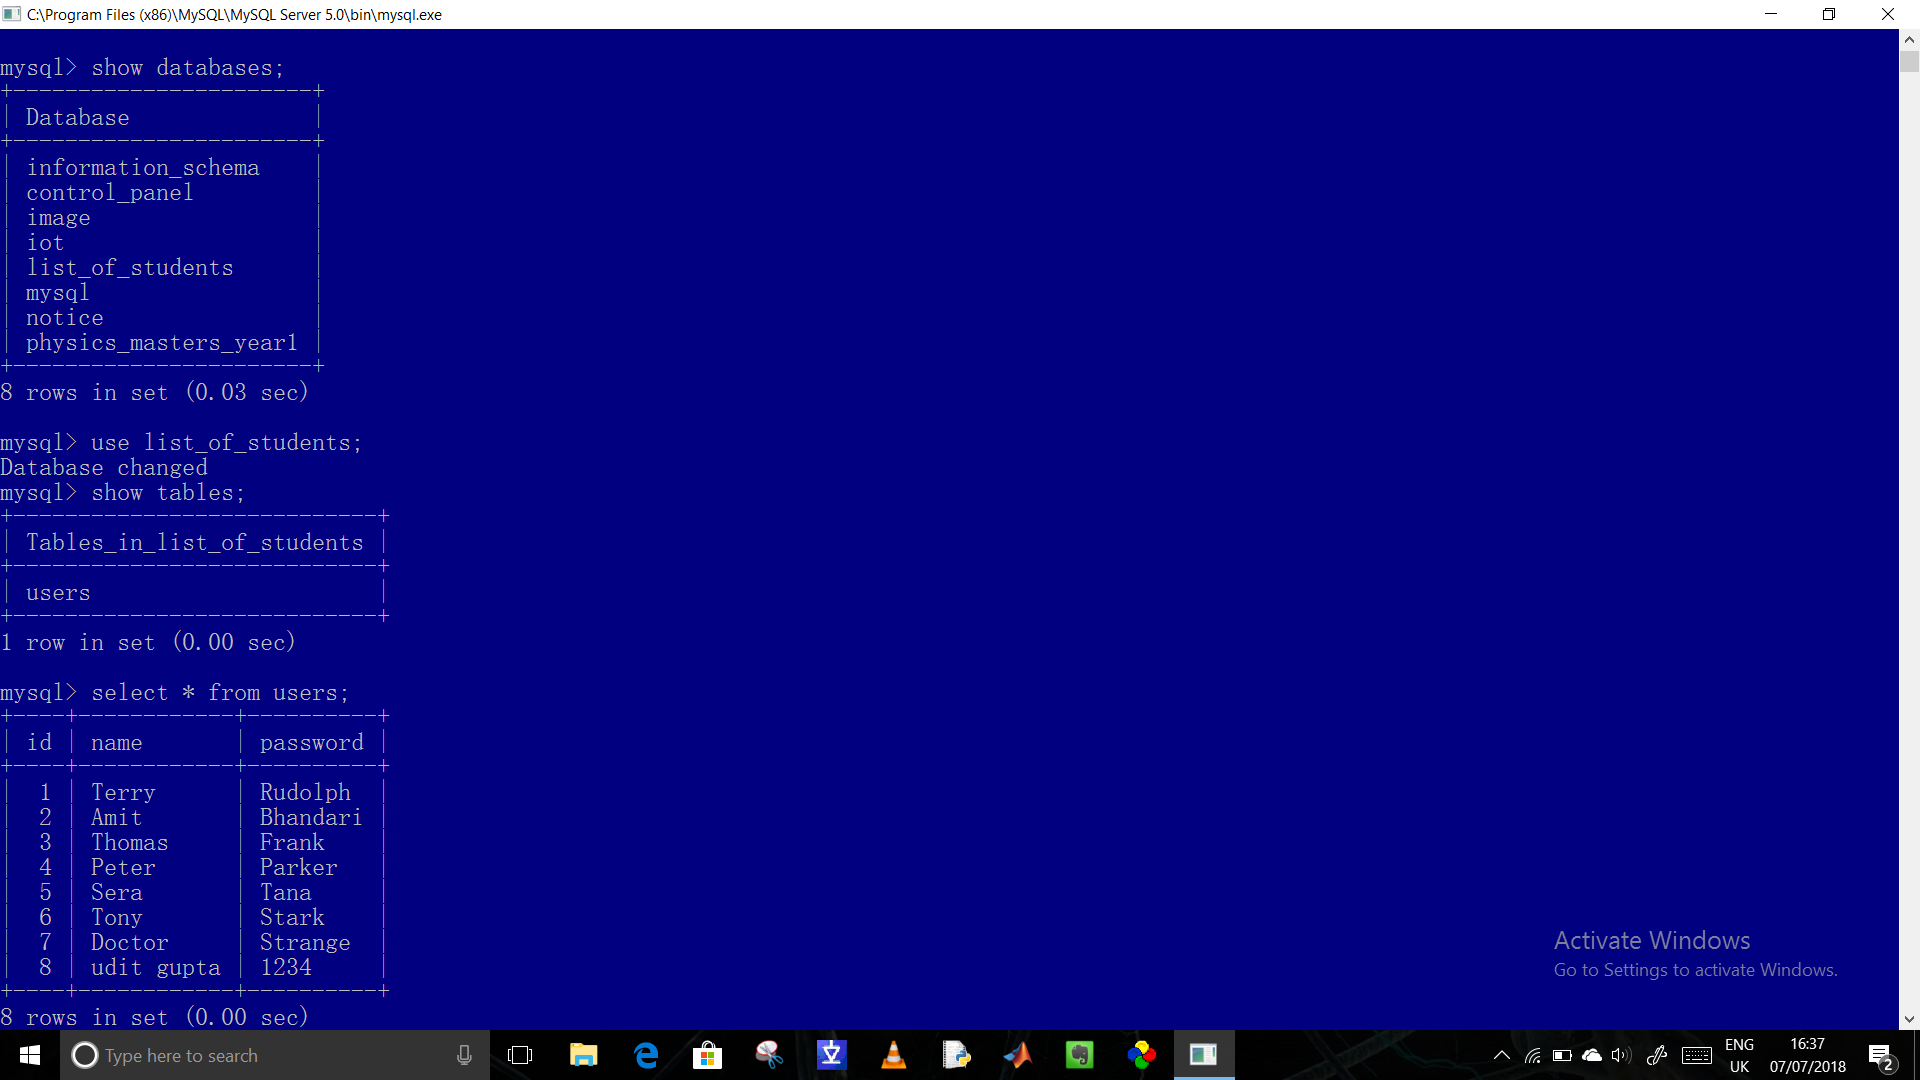 C:\Program Files (x86)\MySQL\MySQL Server 5.0\bin\mysql.exe
mysql> show databases;
+-----------------------+
| Database              |
+-----------------------+
| information_schema    |
| control_panel         |
| image                 |
| iot                   |
| list_of_students      |
| mysql                 |
| notice                |
| physics_masters_year1 |
+-----------------------+
8 rows in set (0.03 sec)
mysql> use list_of_students;
Database changed
mysql> show tables;
+----------------------------+
| Tables_in_list_of_students |
+----------------------------+
| users                      |
+----------------------------+
1 row in set (0.00 sec)
mysql> select * from users;
+----+------------+----------+
| id | name       | password |
+----+------------+----------+
|  1 | Terry      | Rudolph  |
|  2 | Amit       | Bhandari |
|  3 | Thomas     | Frank    |
|  4 | Peter      | Parker   |
|  5 | Sera       | Tana     |
|  6 | Tony       | Stark    |
|  7 | Doctor     | Strange  |
|  8 | udit gupta | 1234     |
+----+------------+----------+
8 rows in set (0.00 sec)
Activate Windows
Go to Settings to activate Windows.
Type here to search
ENG
UK
16:37
07/07/2018
2